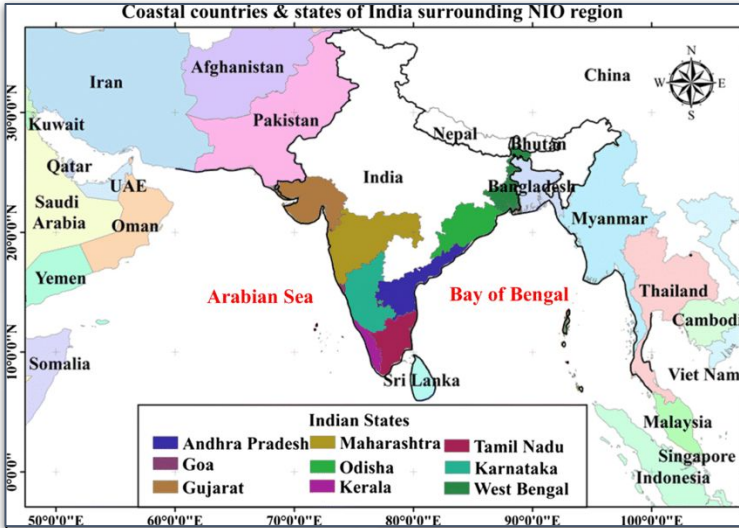 Coastal countries & states of India surrounding NIO region
Iran
Afghanistan
China
N
W E
S
Pakistan
Kuwait
Nepal
Bhutan
Qatar
India
UAE
Bangladesh
Saudi
Arabia
Oman
Myanmar
Yemen
Arabian Sea
Bay of Bengal
Thailand
Cambodi
Somalia
Sri Lanka
Viet Nam
Malaysia
Singapore
Indonesia
Indian States
Andhra Pradesh
Maharashtra
Tamil Nadu
Goa
Odisha
Karnataka
Gujarat
Kerala
West Bengal
30°0'0"N
20°0'0"N
10°0'0"N
0°0'0"N
50°0'0"E 60°0'0"E 70°0'0"E 80°0'0"E 90°0'0"E 100°0'0"E